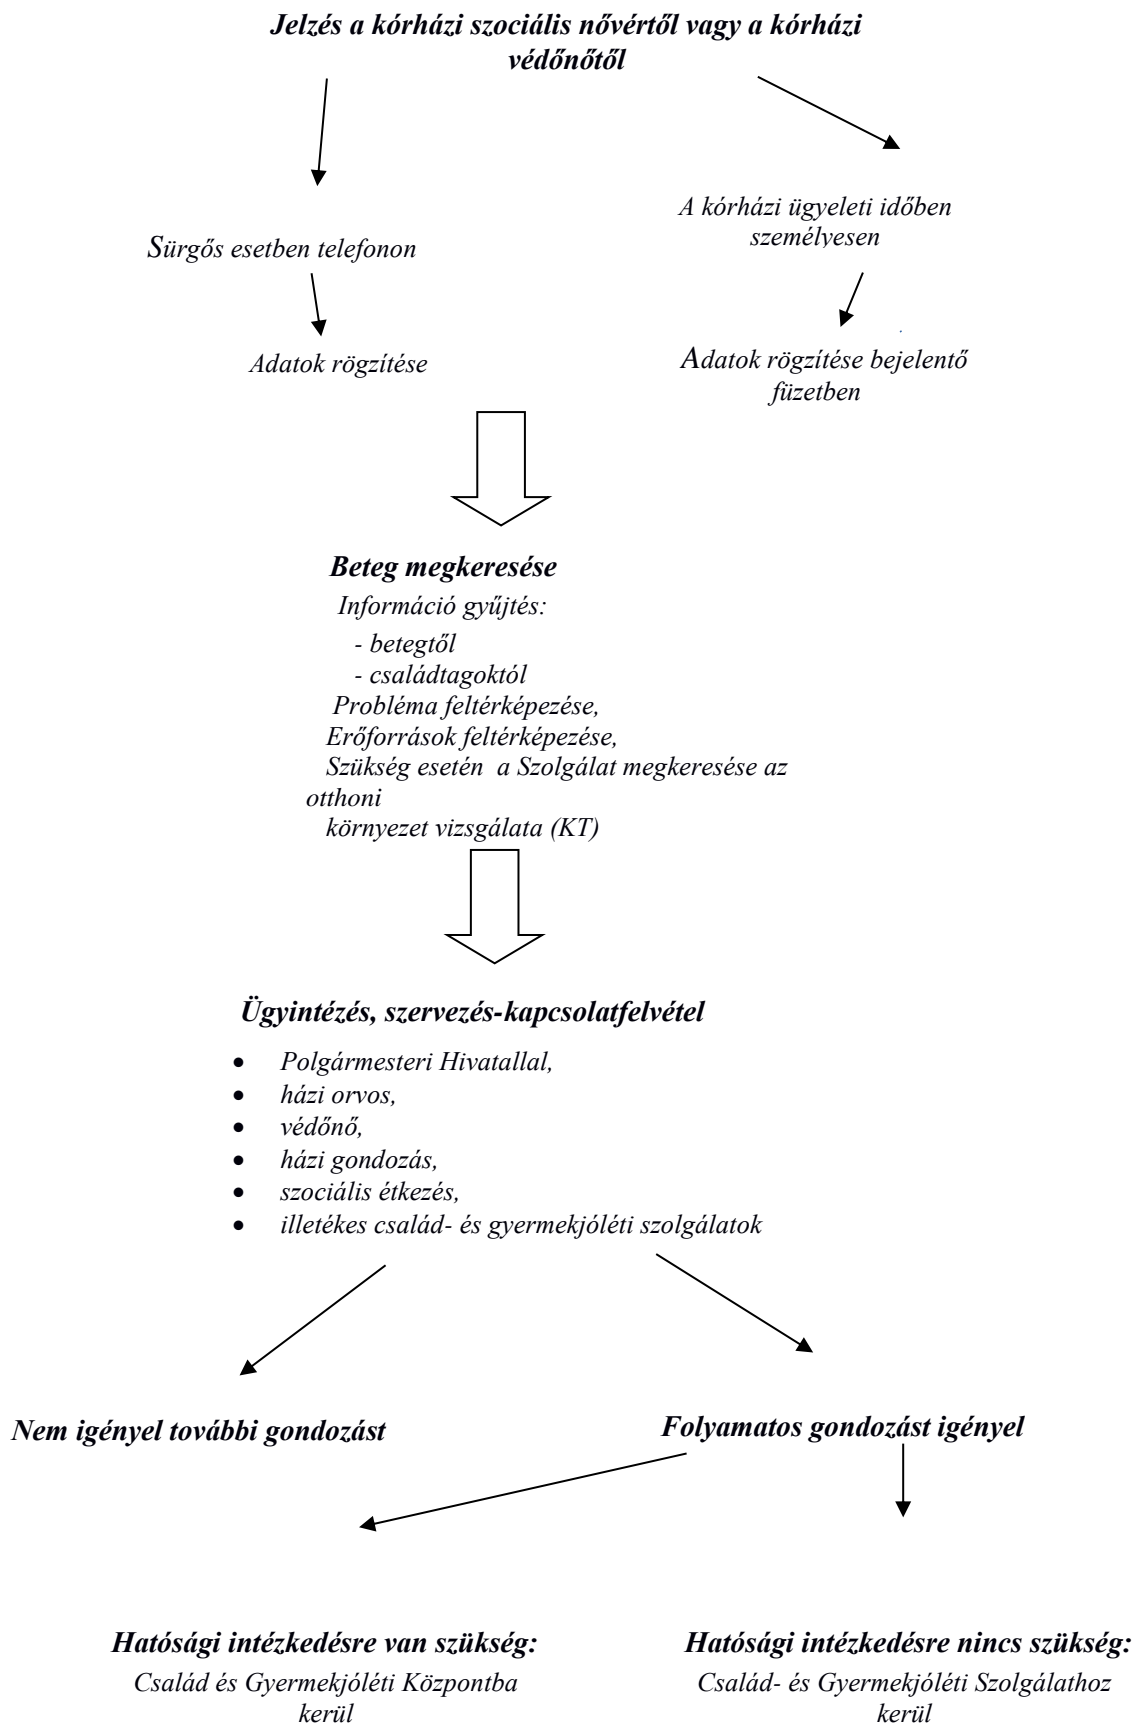 Jelzés a kórházi szociális nővértől vagy a kórházi
védőnőtől
A kórházi ügyeleti időben
személyesen
Sürgős esetben telefonon
Adatok rögzítése
Adatok rögzítése bejelentő
füzetben
Beteg megkeresése
Információ gyűjtés:
- betegtől
- családtagoktól
Probléma feltérképezése,
Erőforrások feltérképezése,
Szükség esetén a Szolgálat megkeresése az
otthoni
környezet vizsgálata (KT)
Ügyintézés, szervezés-kapcsolatfelvétel
• Polgármesteri Hivatallal,
• házi orvos,
• védőnő,
• házi gondozás,
• szociális étkezés,
• illetékes család- és gyermekjóléti szolgálatok
Nem igényel további gondozást
Folyamatos gondozást igényel
Hatósági intézkedésre van szükség:
Család és Gyermekjóléti Központba
kerül
Hatósági intézkedésre nincs szükség:
Család- és Gyermekjóléti Szolgálathoz
kerül